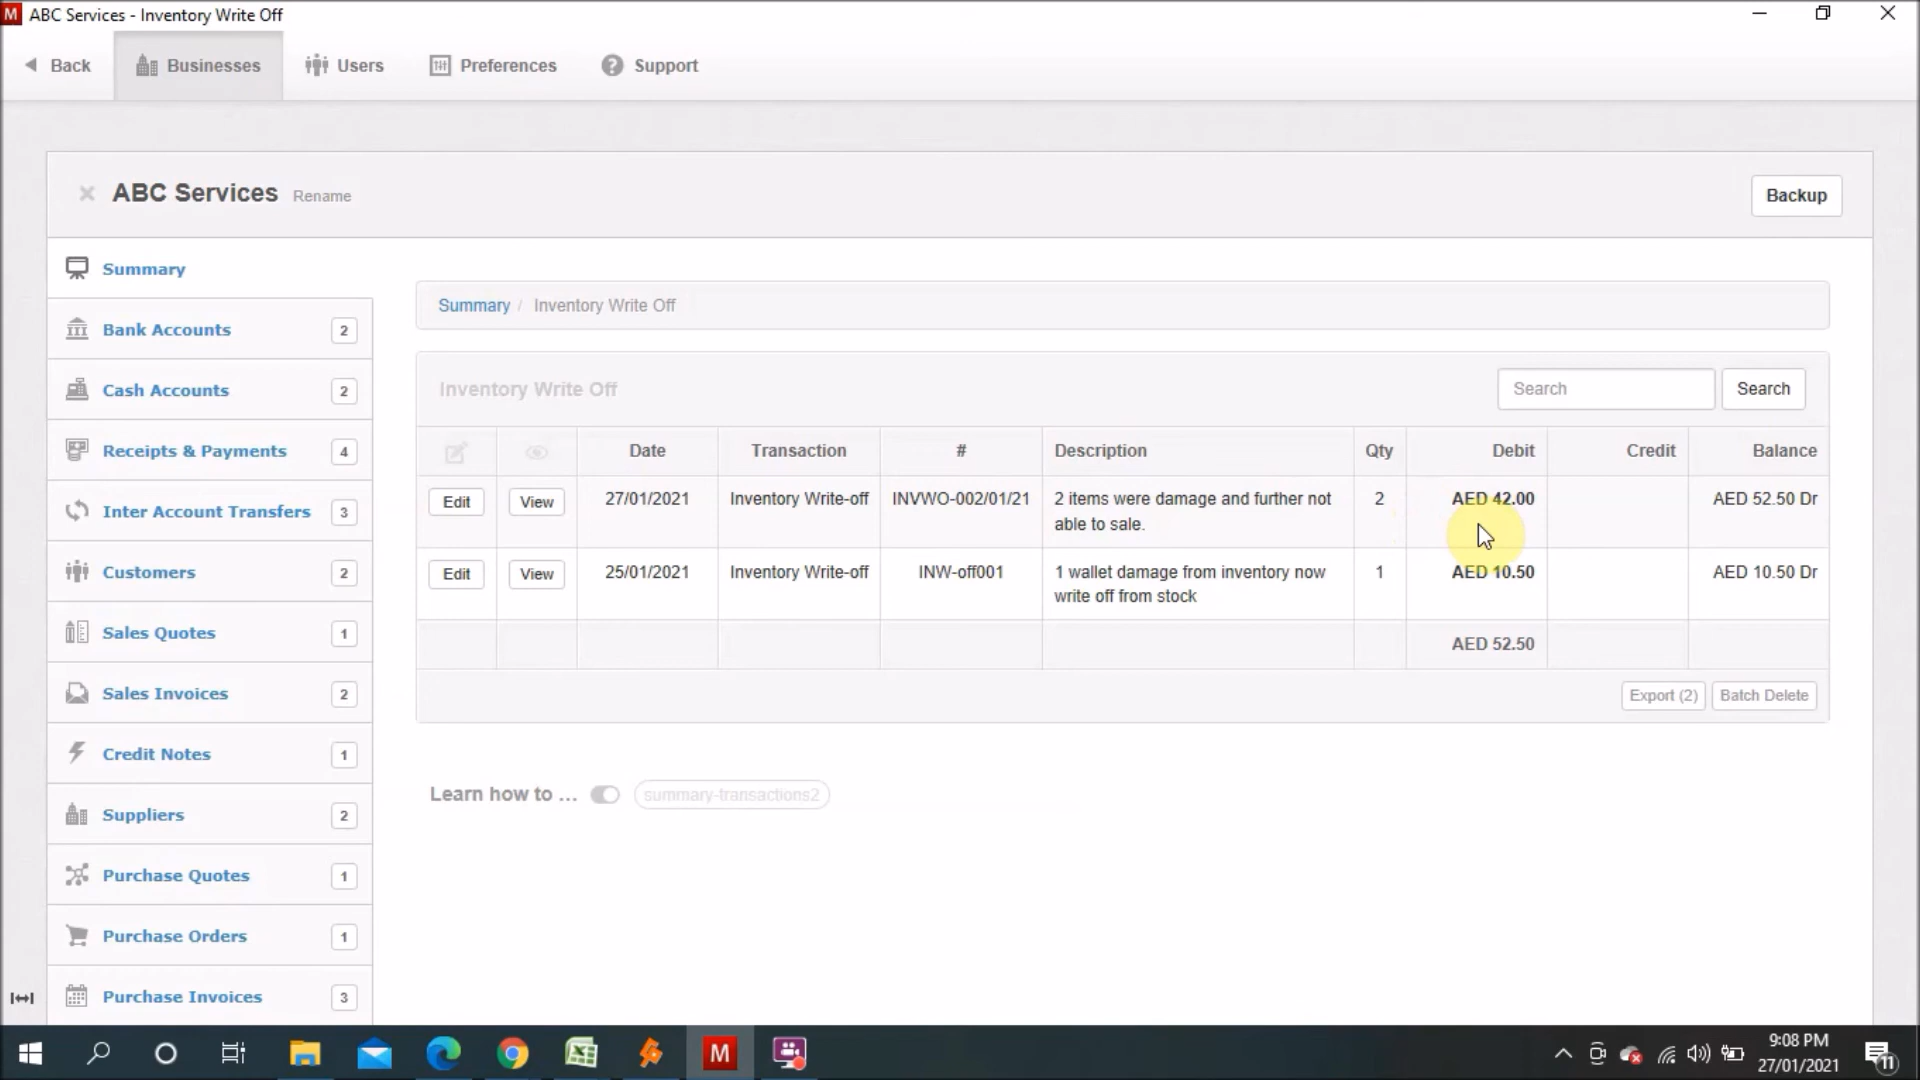 M ABC Services - Inventory Write Off
Back
Businesses
Users
Preferences
? Support
ABC Services Rename
Backup
Summary
Bank Accounts 2
Cash Accounts 2
Receipts & Payments 4
Inter Account Transfers 3
Customers 2
Sales Quotes 1
Sales Invoices 2
Credit Notes 1
Suppliers 2
Purchase Quotes 1
Purchase Orders 1
Purchase Invoices 3
Summary / Inventory Write Off
Inventory Write Off
Search
Search
Date Transaction # Description Qty Debit Credit Balance
Edit View 27/01/2021 Inventory Write-off INVWO-002/01/21 2 items were damage and further not 2 AED 42.00 AED 52.50 Dr
able to sale.
Edit View 25/01/2021 Inventory Write-off INW-off001 1 wallet damage from inventory now 1 AED 10.50 AED 10.50 Dr
write off from stock
AED 52.50
Export (2) Batch Delete
Learn how to ... summary-transactions2
M
9:08 PM
27/01/2021
11